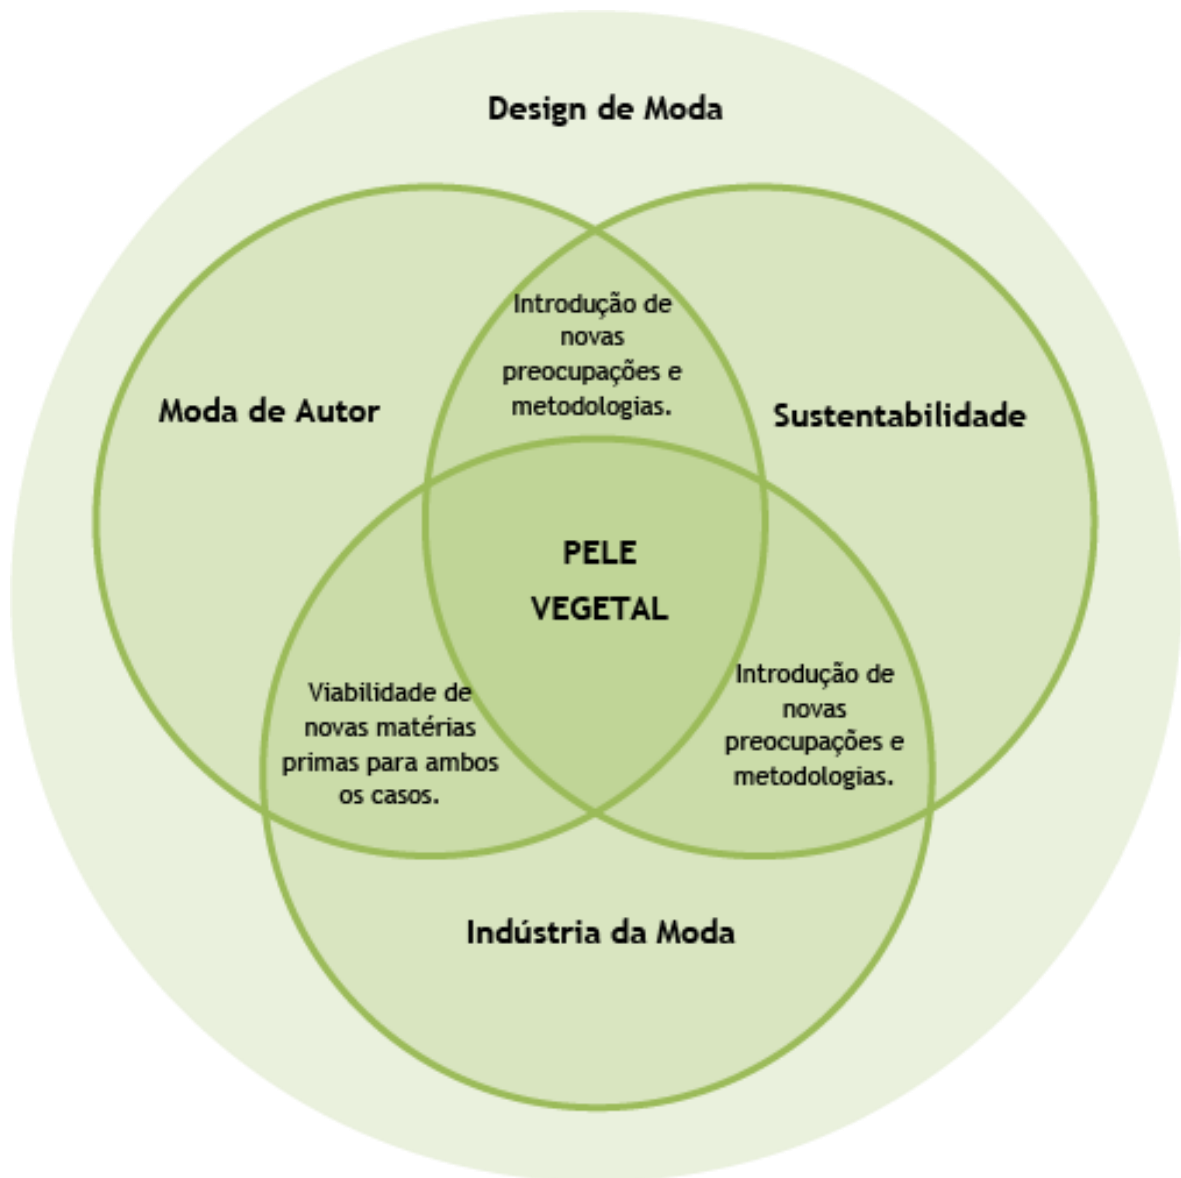 Design de Moda
Introdução de
novas
preocupações e
metodologias.
Moda de Autor
Sustentabilidade
PELE
VEGETAL
Viabilidade de
novas matérias
primas para ambos
os casos.
Introdução de
novas
preocupações e
metodologias.
Indústria da Moda